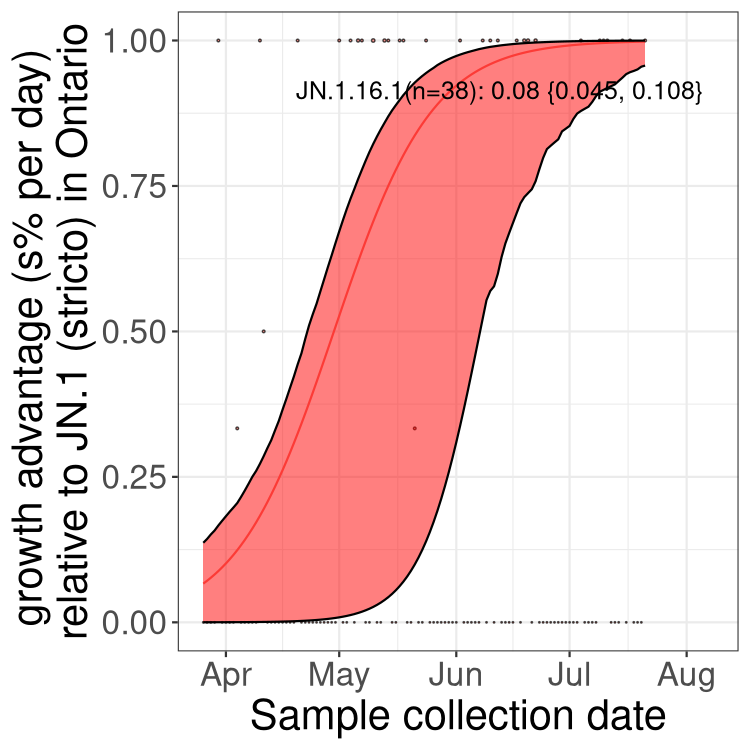 growth advantage (s% per day)
relative to JN.1 (stricto) in Ontario
1.00
0.75
0.50
0.25
0.00
JN.1.16.1(n=38): 0.08 {0.045, 0.108}
Apr May Jun Jul Aug
Sample collection date